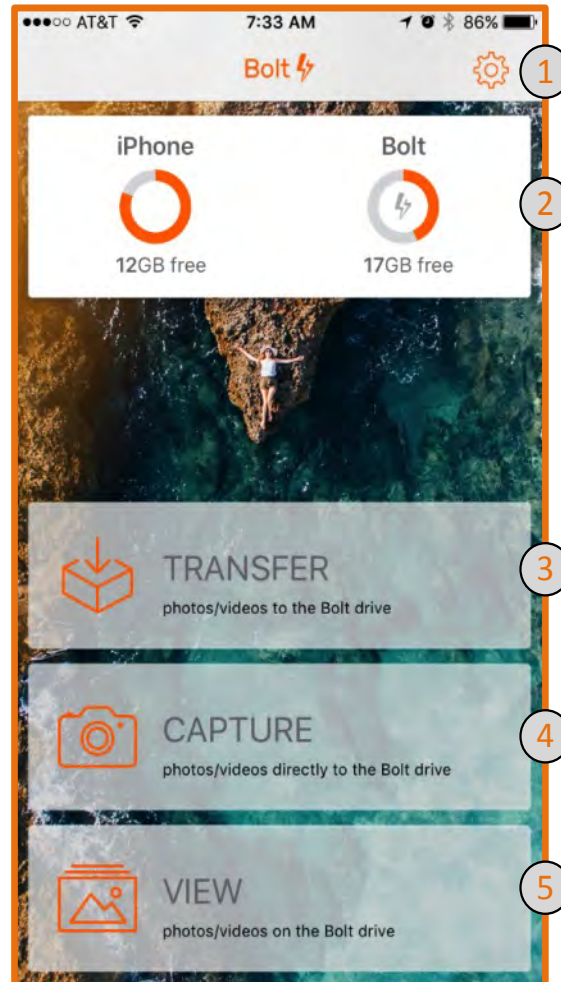 AT&T 7:33 AM 86%
Bolt
1
iPhone Bolt
2
12GB free 17GB free
TRANSFER
3
photos/videos to the Bolt drive
CAPTURE
4
photos/videos directly to the Bolt drive
VIEW
5
photos/videos on the Bolt drive